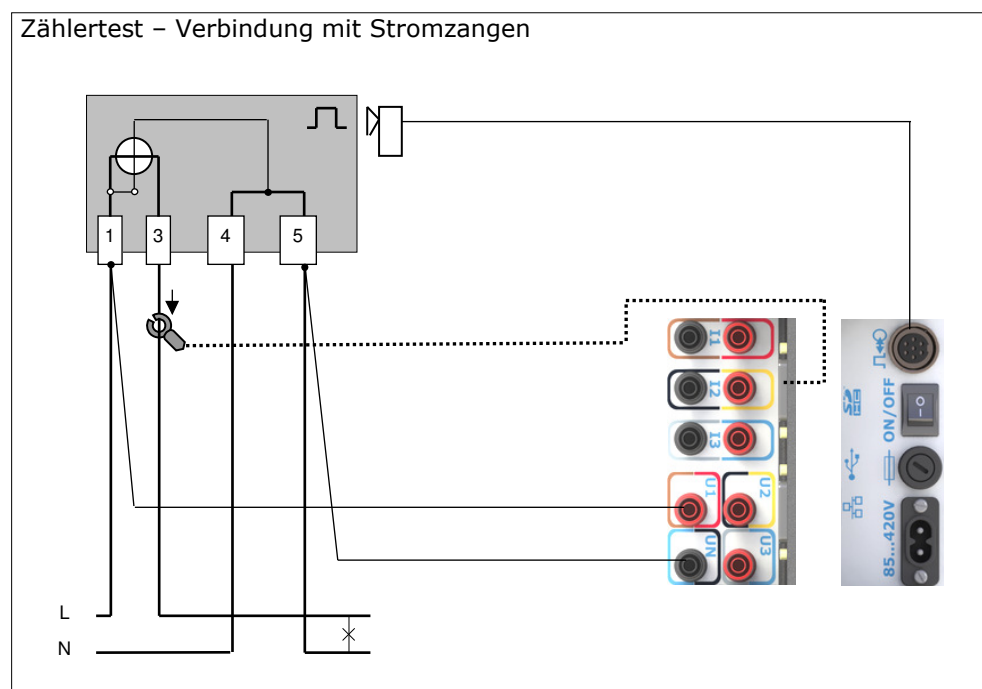 Zählertest – Verbindung mit Stromzangen
1 3 4 5
I1
I2
I3
U1 U2
UN U3
ON/OFF
85...420V
L
N